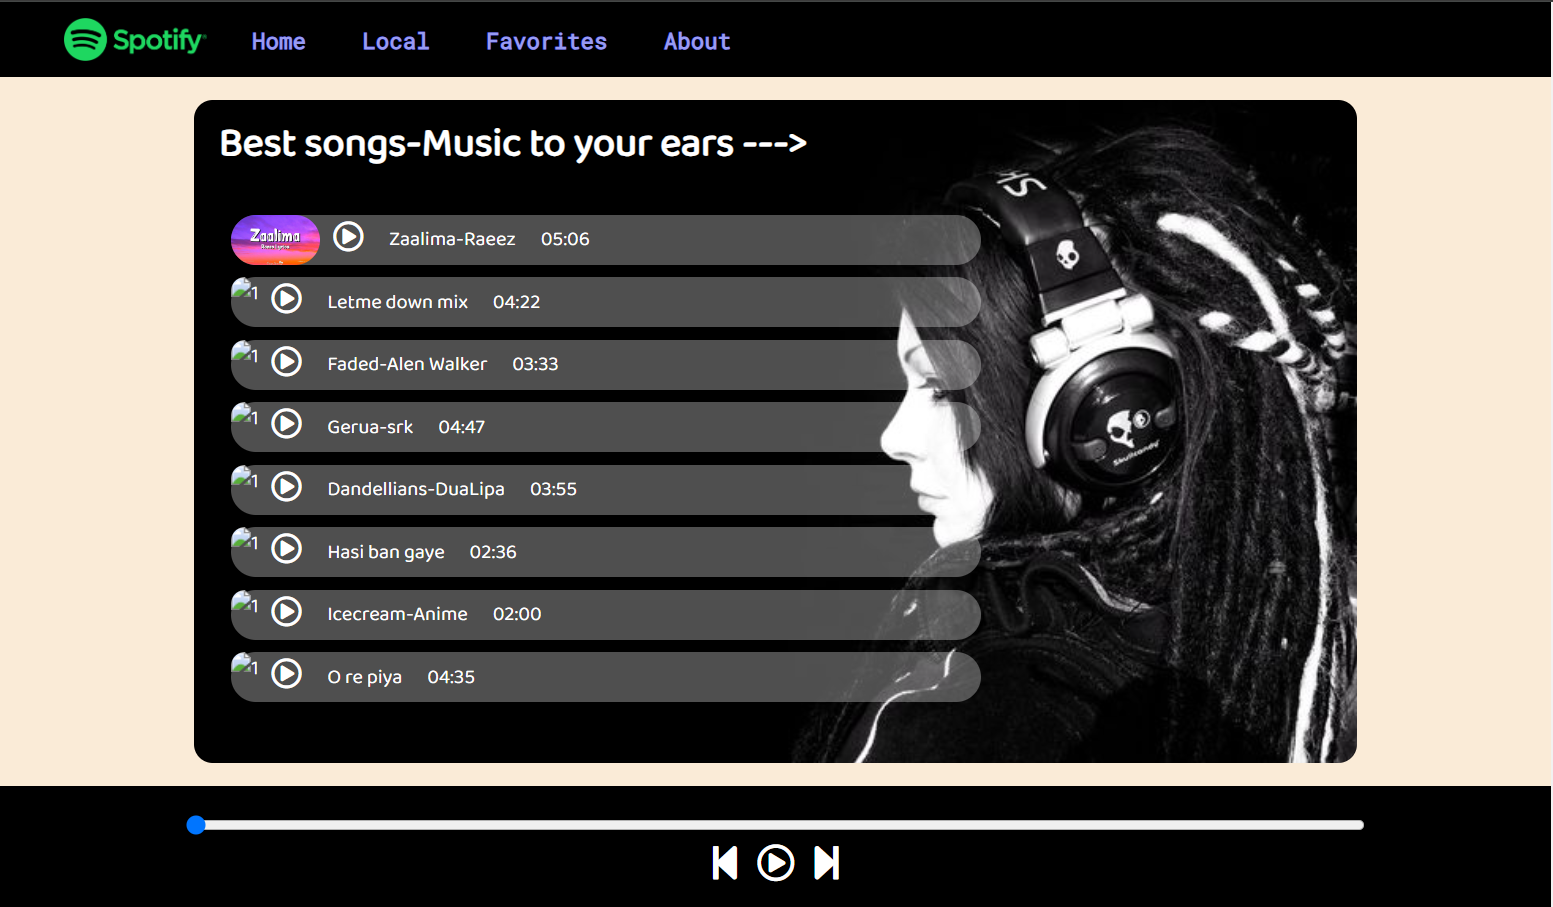 Spotify Home Local Favorites About
Best songs-Music to your ears --->
Zaalima
Zaalima-Raeez 05:06
1 Letme down mix 04:22
1 Faded-Alen Walker 03:33
1 Gerua-srk 04:47
1 Dandellians-DuaLipa 03:55
1 Hasi ban gaye 02:36
1 Icecream-Anime 02:00
1 O re piya 04:35
Skullcandy